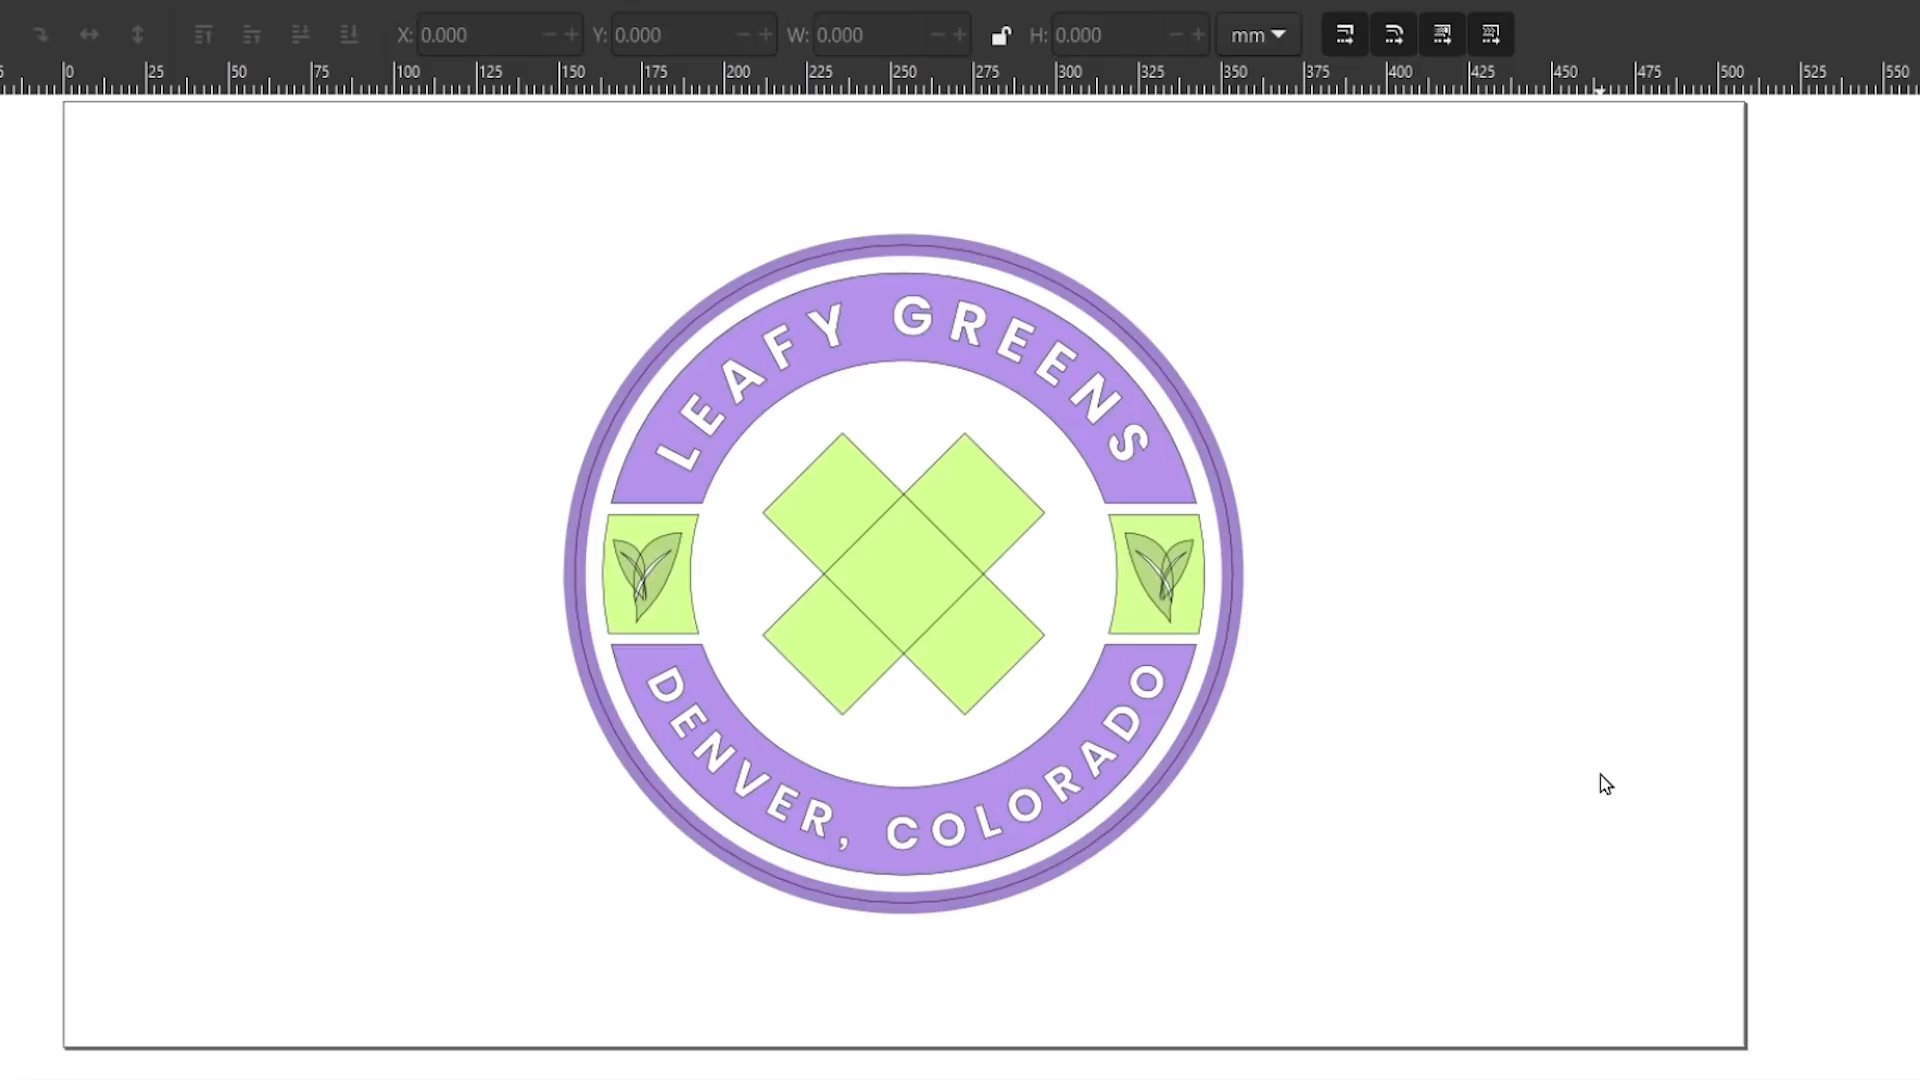 X: 0.000 Y: 0.000 W: 0.000 H: 0.000 mm
0 25 50 75 100 125 150 175 200 225 250 275 300 325 350 375 400 425 450 475 500 525 550
LEAFY GREENS
DENVER, COLORADO